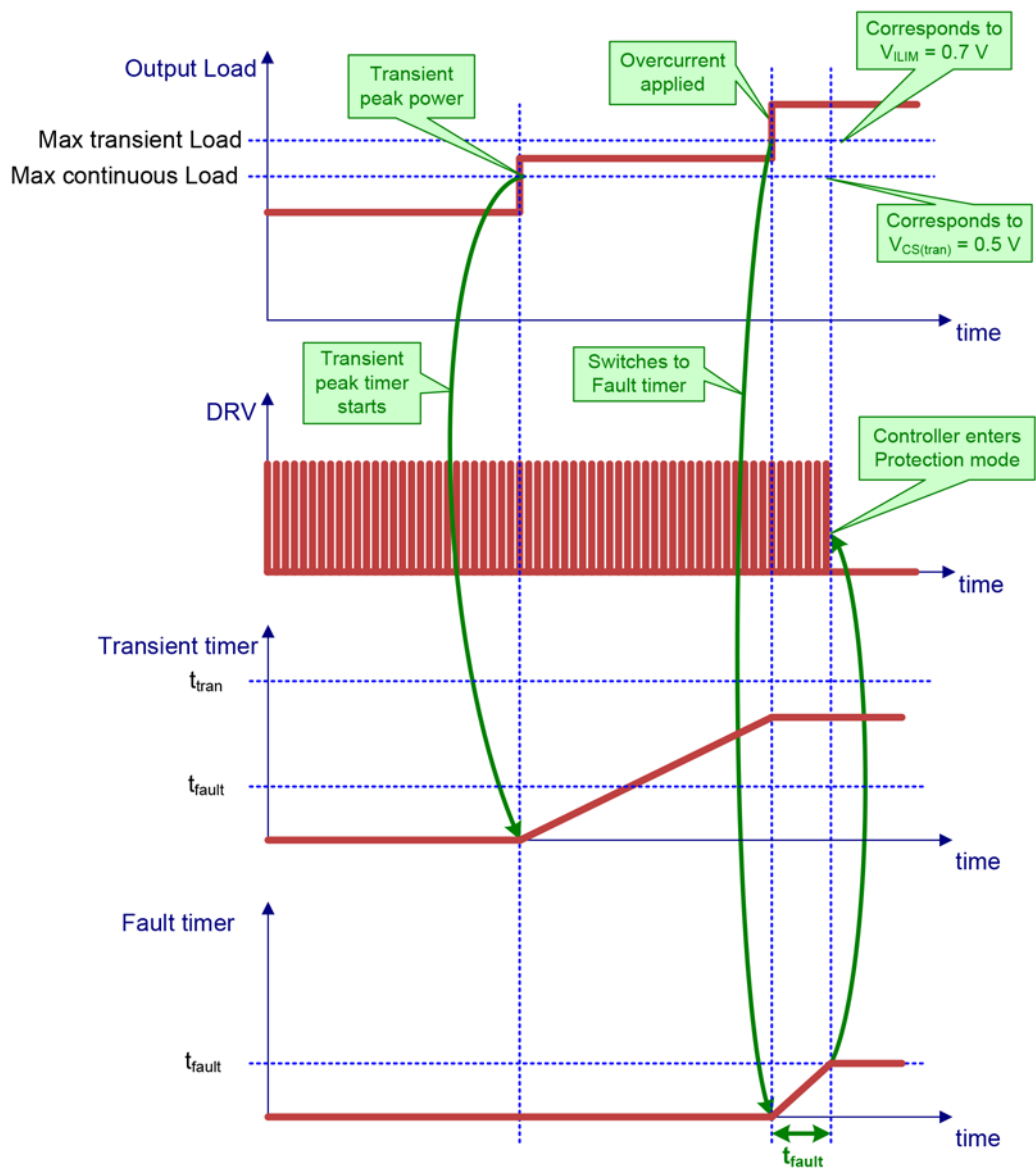 Output Load
Transient
peak power
Overcurrent
applied
Corresponds to
V_ILIM = 0.7 V
Max transient Load
Max continuous Load
Corresponds to
V_CS(tran) = 0.5 V
time
Transient
peak timer
starts
Switches to
Fault timer
DRV
Controller enters
Protection mode
time
Transient timer
t_tran
t_fault
time
Fault timer
t_fault
time
t_fault